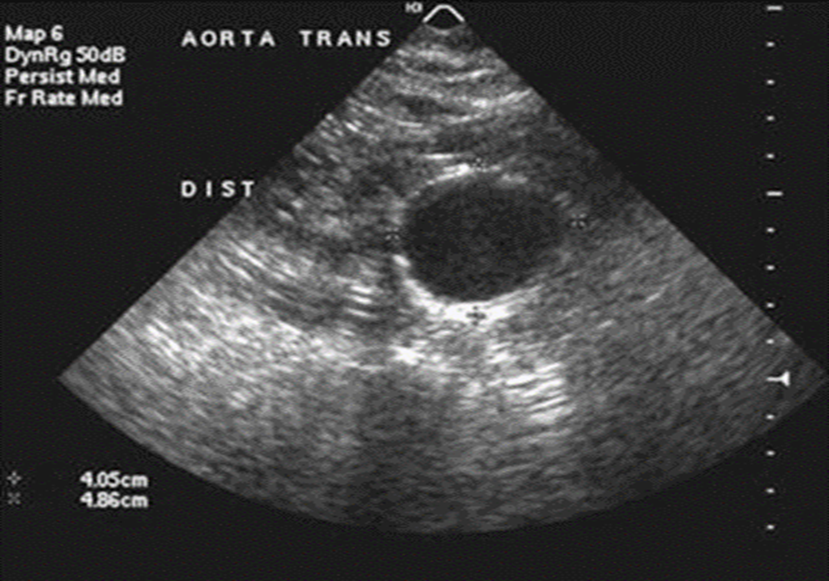 AORTA TRANS
Map 6
DynRg 50dB
Persist Med
Fr Rate Med
DIST
4.05cm
4.86cm